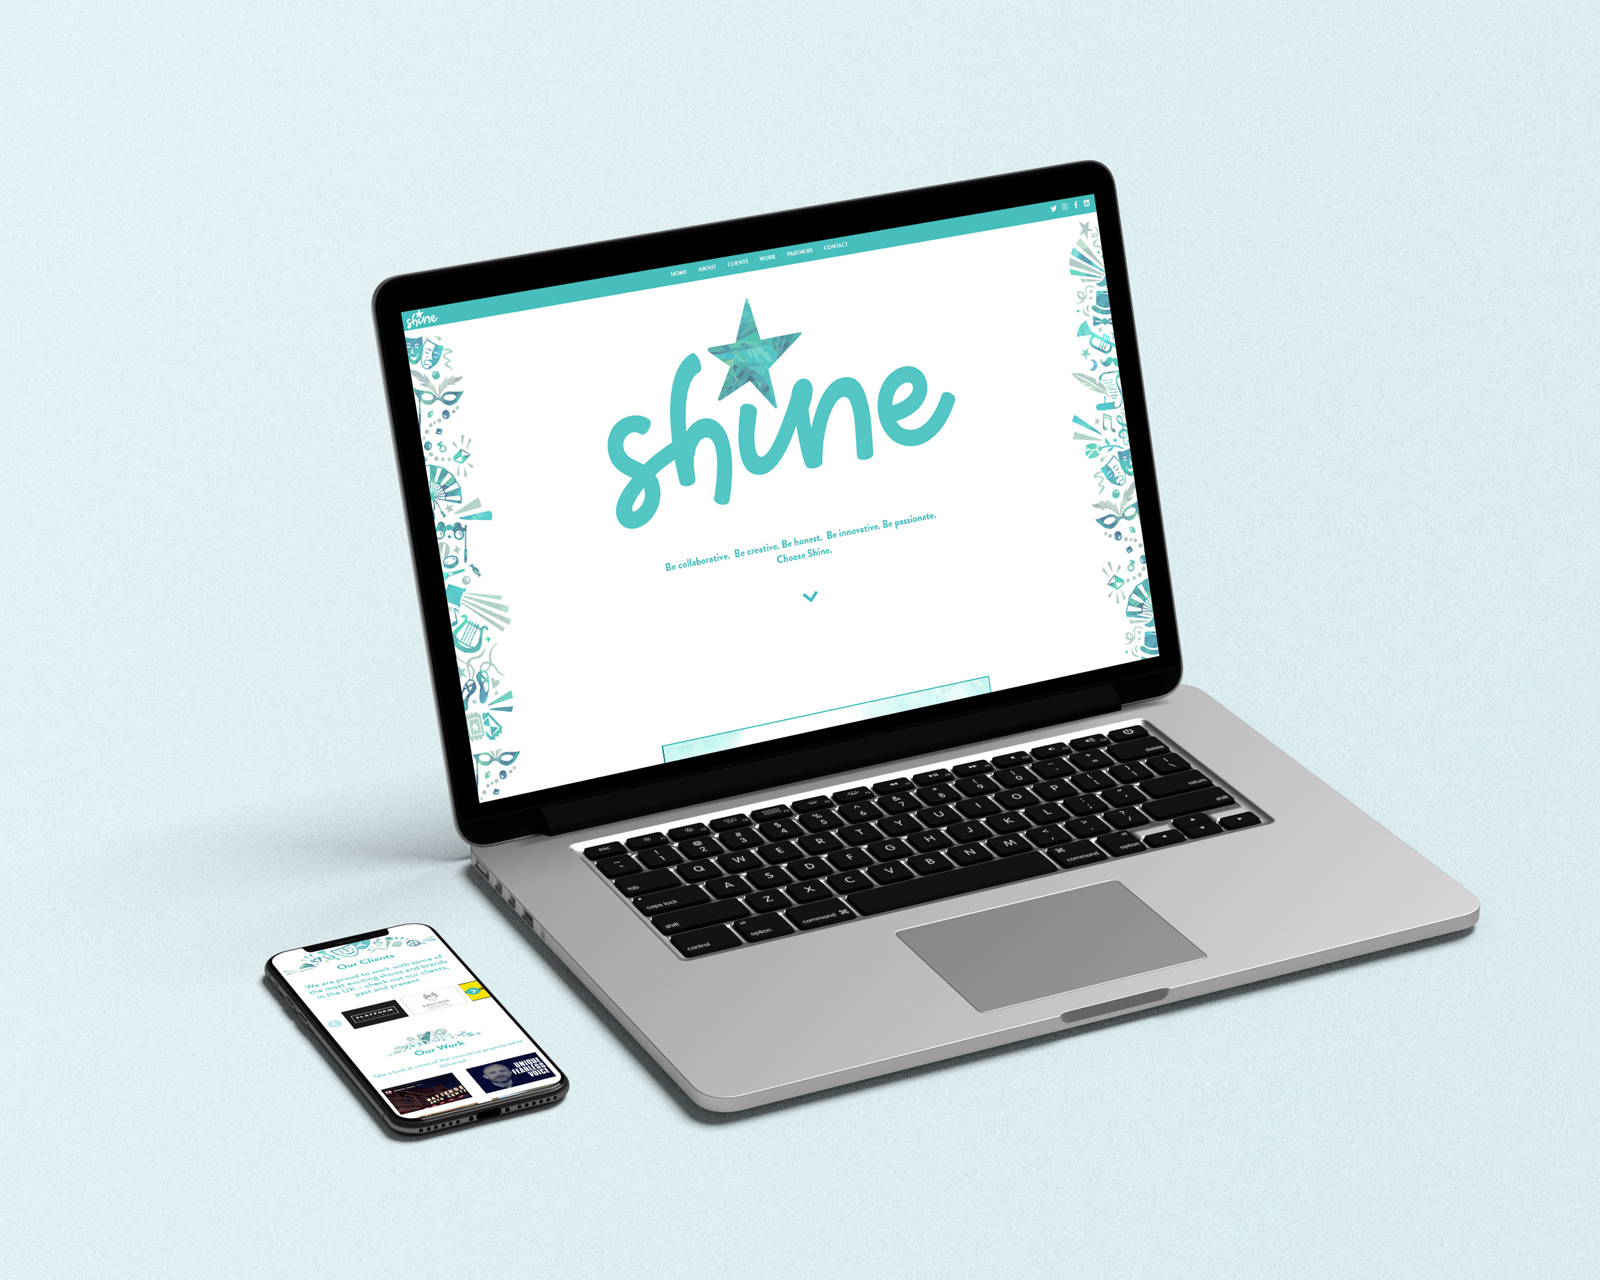 HOME ABOUT CLIENTS WORK PARTNERS CONTACT
shine
shine
Be collaborative. Be creative. Be honest. Be innovative. Be passionate.
Choose Shine.
esc
delete
tab
Q W E R T Y U I O P
caps lock
A S D F G H J K L
return
shift
Z X C V B N M
shift
control
option
command
command
option
Our Clients
We are proud to work with some of
the most exciting shows and brands
in the UK – check out our clients,
past and present
PLATFORM
EXCLUSIVE
Our Work
Take a look at some of the innovative projects we've
delivered
UNIQUE
FEARLESS
VOICE